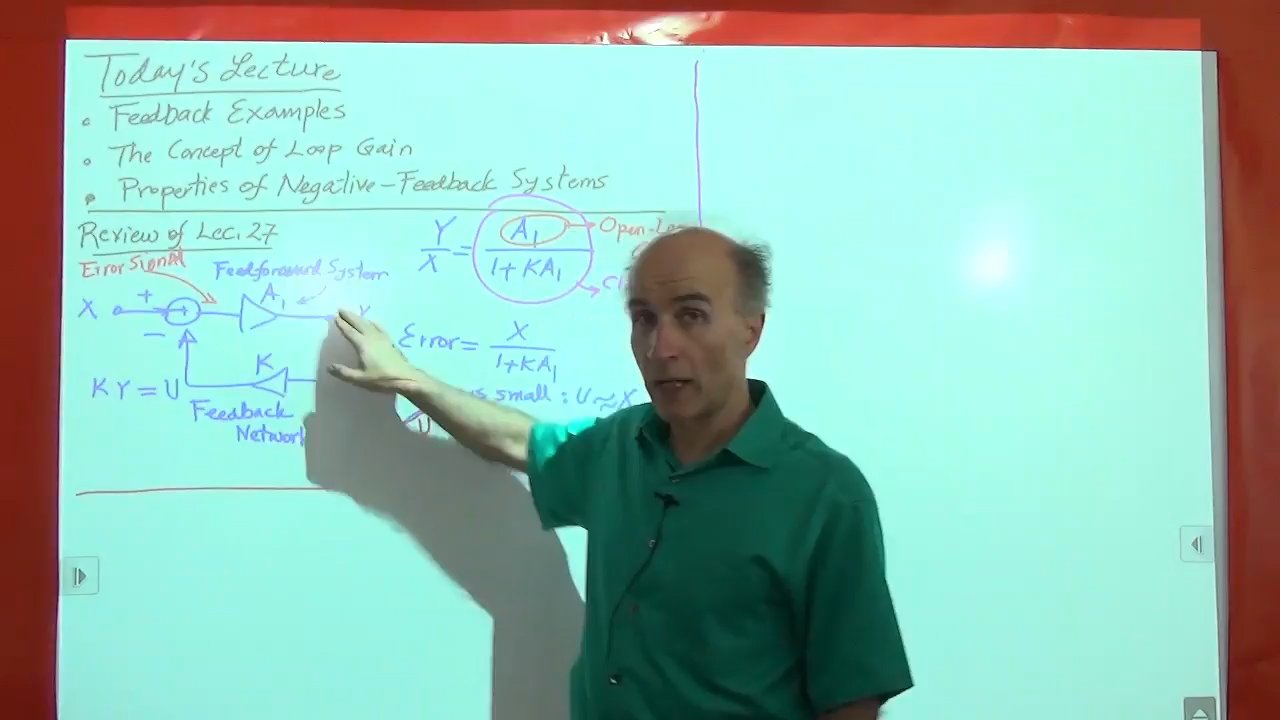 Today's Lecture
• Feedback Examples
• The Concept of Loop Gain
• Properties of Negative-Feedback Systems
Review of Lec. 27
Error Signal
Feedforward System
X + A1 Y
−
K
KY = U
Feedback
Network
Y/X = A1/(1+KA1)
Open-Lo
Cl
Error = X/(1+KA1)
small : U ≈ X
U